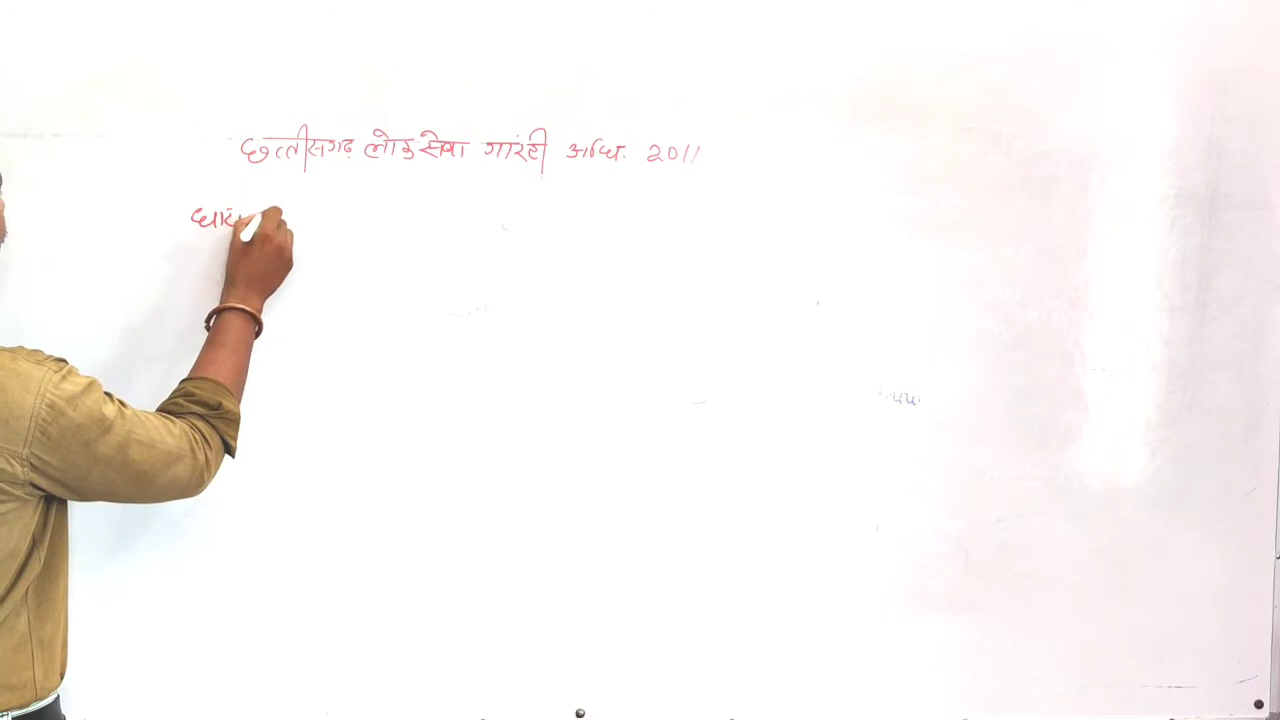 छत्तीसगढ़ लोक सेवा गारंटी अधि. 2011
धारा